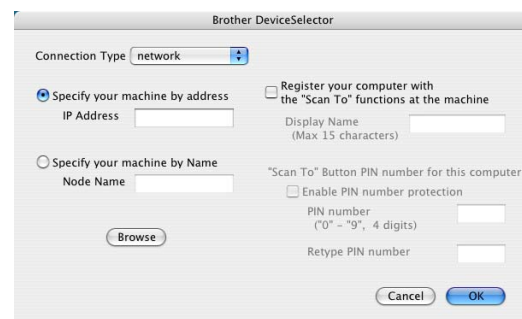 Brother DeviceSelector
Connection Type network
Specify your machine by address
IP Address
Specify your machine by Name
Node Name
Browse
Register your computer with
the "Scan To" functions at the machine
Display Name
(Max 15 characters)
"Scan To" Button PIN number for this computer
Enable PIN number protection
PIN number
("0" - "9", 4 digits)
Retype PIN number
Cancel OK